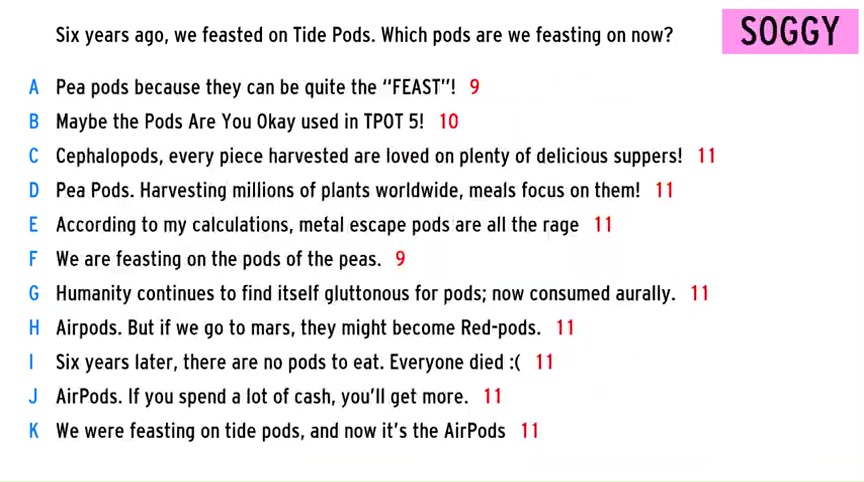 Six years ago, we feasted on Tide Pods. Which pods are we feasting on now?
SOGGY
A Pea pods because they can be quite the “FEAST”! 9
B Maybe the Pods Are You Okay used in TPOT 5! 10
C Cephalopods, every piece harvested are loved on plenty of delicious suppers! 11
D Pea Pods. Harvesting millions of plants worldwide, meals focus on them! 11
E According to my calculations, metal escape pods are all the rage 11
F We are feasting on the pods of the peas. 9
G Humanity continues to find itself gluttonous for pods; now consumed aurally. 11
H Airpods. But if we go to mars, they might become Red-pods. 11
I Six years later, there are no pods to eat. Everyone died :( 11
J AirPods. If you spend a lot of cash, you’ll get more. 11
K We were feasting on tide pods, and now it’s the AirPods 11